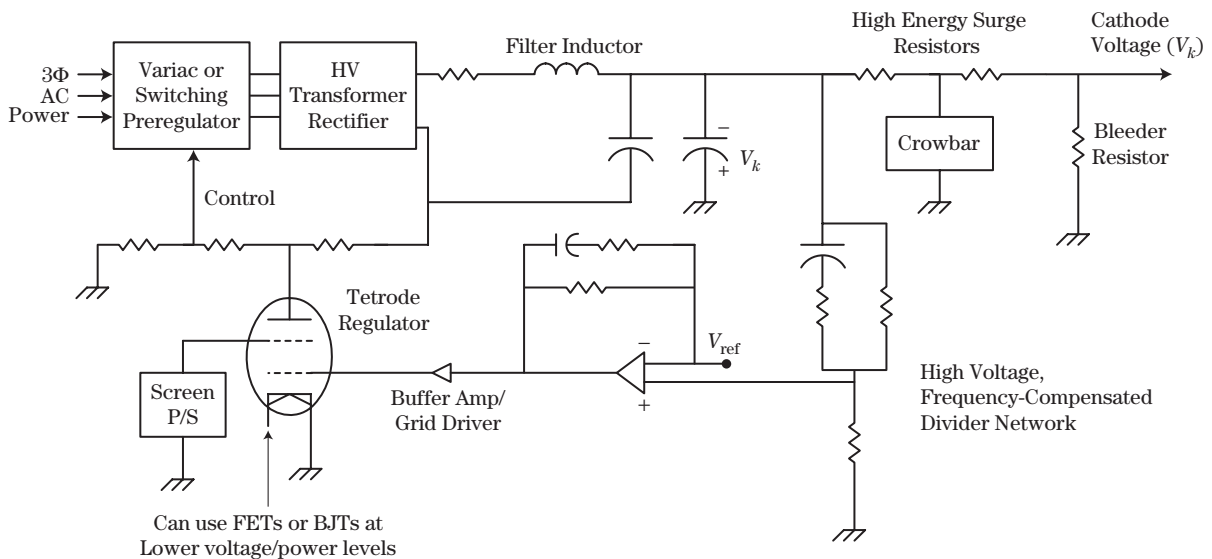 High Energy Surge
Resistors
Cathode
Voltage (Vk)
Filter Inductor
3Φ
AC
Power
Variac or
Switching
Preregulator
HV
Transformer
Rectifier
Crowbar
Bleeder
Resistor
−
Vk
+
Control
Tetrode
Regulator
Vref
−
+
Screen
P/S
Buffer Amp/
Grid Driver
High Voltage,
Frequency-Compensated
Divider Network
Can use FETs or BJTs at
Lower voltage/power levels